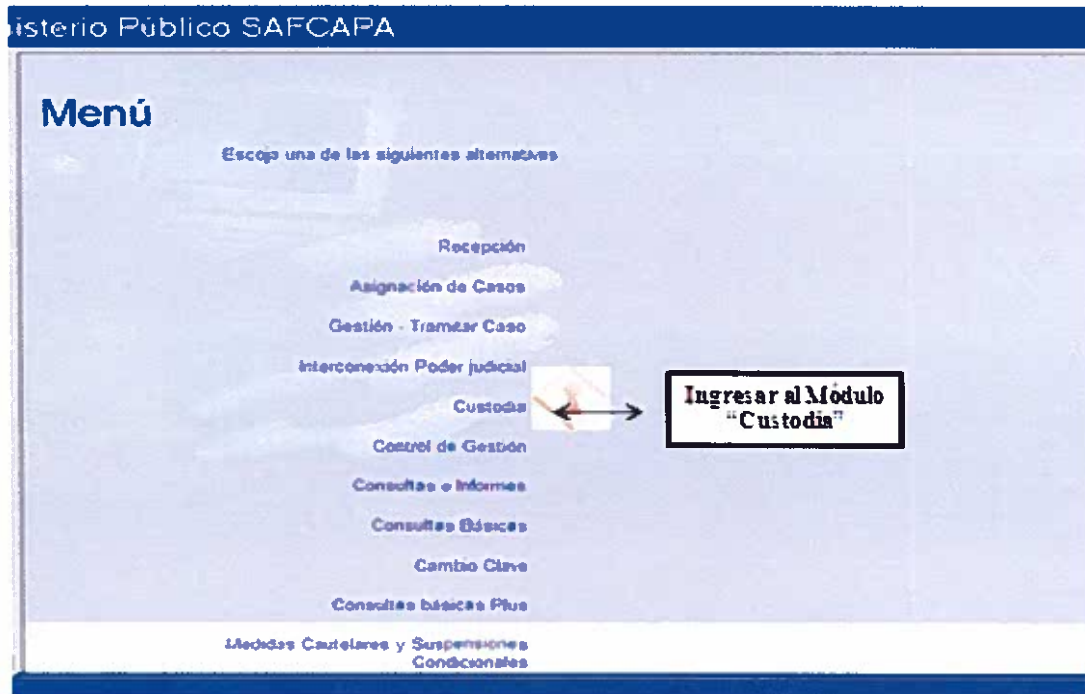 isterio Público SAFCAPA
Menú
Escoja una de las siguientes alternativas
Recepción
Asignación de Casos
Gestión - Tramitar Caso
Interconexión Poder judicial
Custodia
Ingresar al Módulo
"Custodia"
Control de Gestión
Consultas e Informes
Consultas Básicas
Cambio Clave
Consultas básicas Plus
Medidas Cautelares y Suspensiones
Condicionales